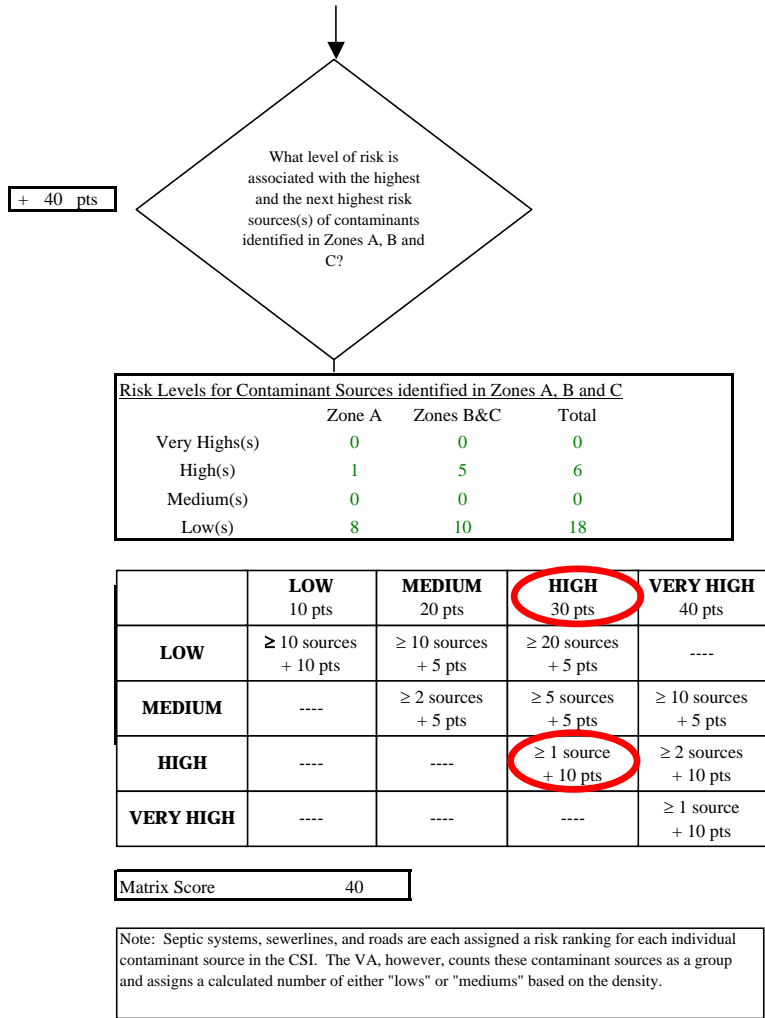 What level of risk is
associated with the highest
and the next highest risk
sources(s) of contaminants
identified in Zones A, B and
C?
+ 40 pts
Risk Levels for Contaminant Sources identified in Zones A, B and C
Zone A Zones B&C Total
Very Highs(s) 0 0 0
High(s) 1 5 6
Medium(s) 0 0 0
Low(s) 8 10 18
LOW MEDIUM HIGH VERY HIGH
10 pts 20 pts 30 pts 40 pts
LOW ≥ 10 sources ≥ 10 sources ≥ 20 sources ----
+ 10 pts + 5 pts + 5 pts
MEDIUM ---- ≥ 2 sources ≥ 5 sources ≥ 10 sources
+ 5 pts + 5 pts + 5 pts
HIGH ---- ---- ≥ 1 source ≥ 2 sources
+ 10 pts + 10 pts
VERY HIGH ---- ---- ---- ≥ 1 source
+ 10 pts
Matrix Score 40
Note: Septic systems, sewerlines, and roads are each assigned a risk ranking for each individual
contaminant source in the CSI. The VA, however, counts these contaminant sources as a group
and assigns a calculated number of either "lows" or "mediums" based on the density.